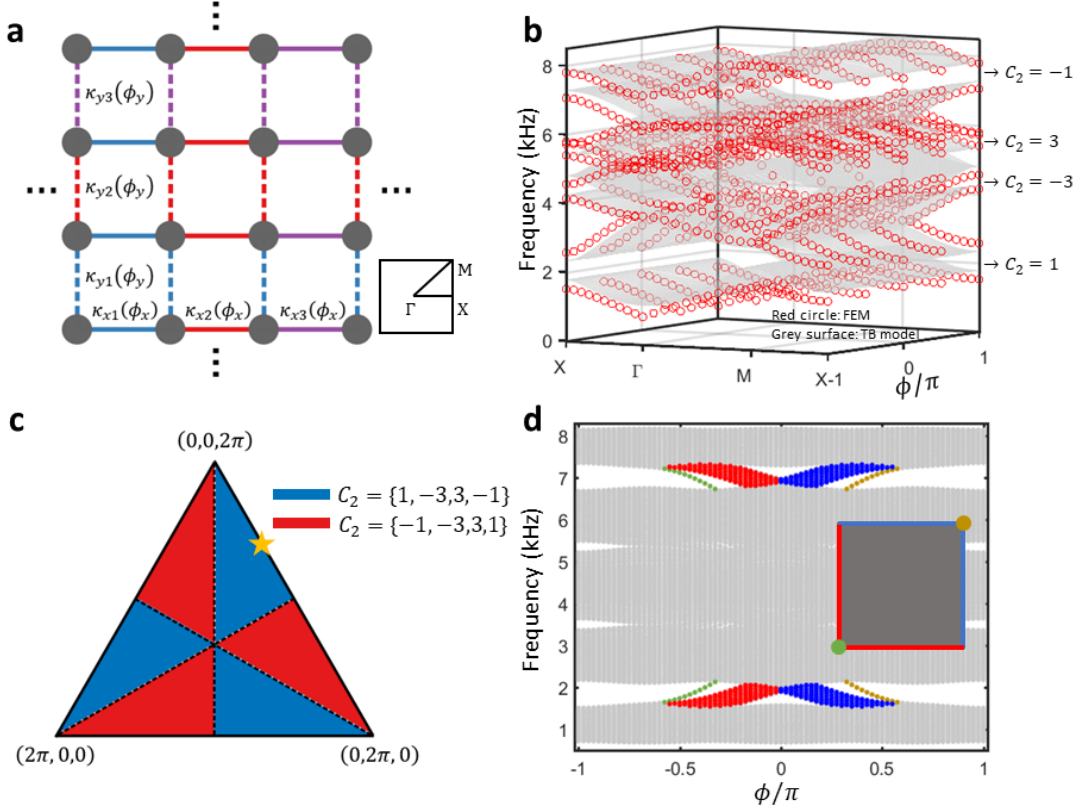 a
κy3(ϕy)
κy2(ϕy)
κy1(ϕy)
κx1(ϕx) κx2(ϕx) κx3(ϕx)
M
Γ X
b
Frequency (kHz)
8
6
4
2
0
→ C2 = −1
→ C2 = 3
→ C2 = −3
→ C2 = 1
Red circle: FEM
Grey surface: TB model
X Γ M X-1 0 1
ϕ/π
c
(0,0,2π)
C2 = {1, −3,3, −1}
C2 = {−1, −3,3,1}
(2π, 0,0) (0,2π, 0)
d
Frequency (kHz)
8
7
6
5
4
3
2
1
-1 -0.5 0 0.5 1
ϕ/π